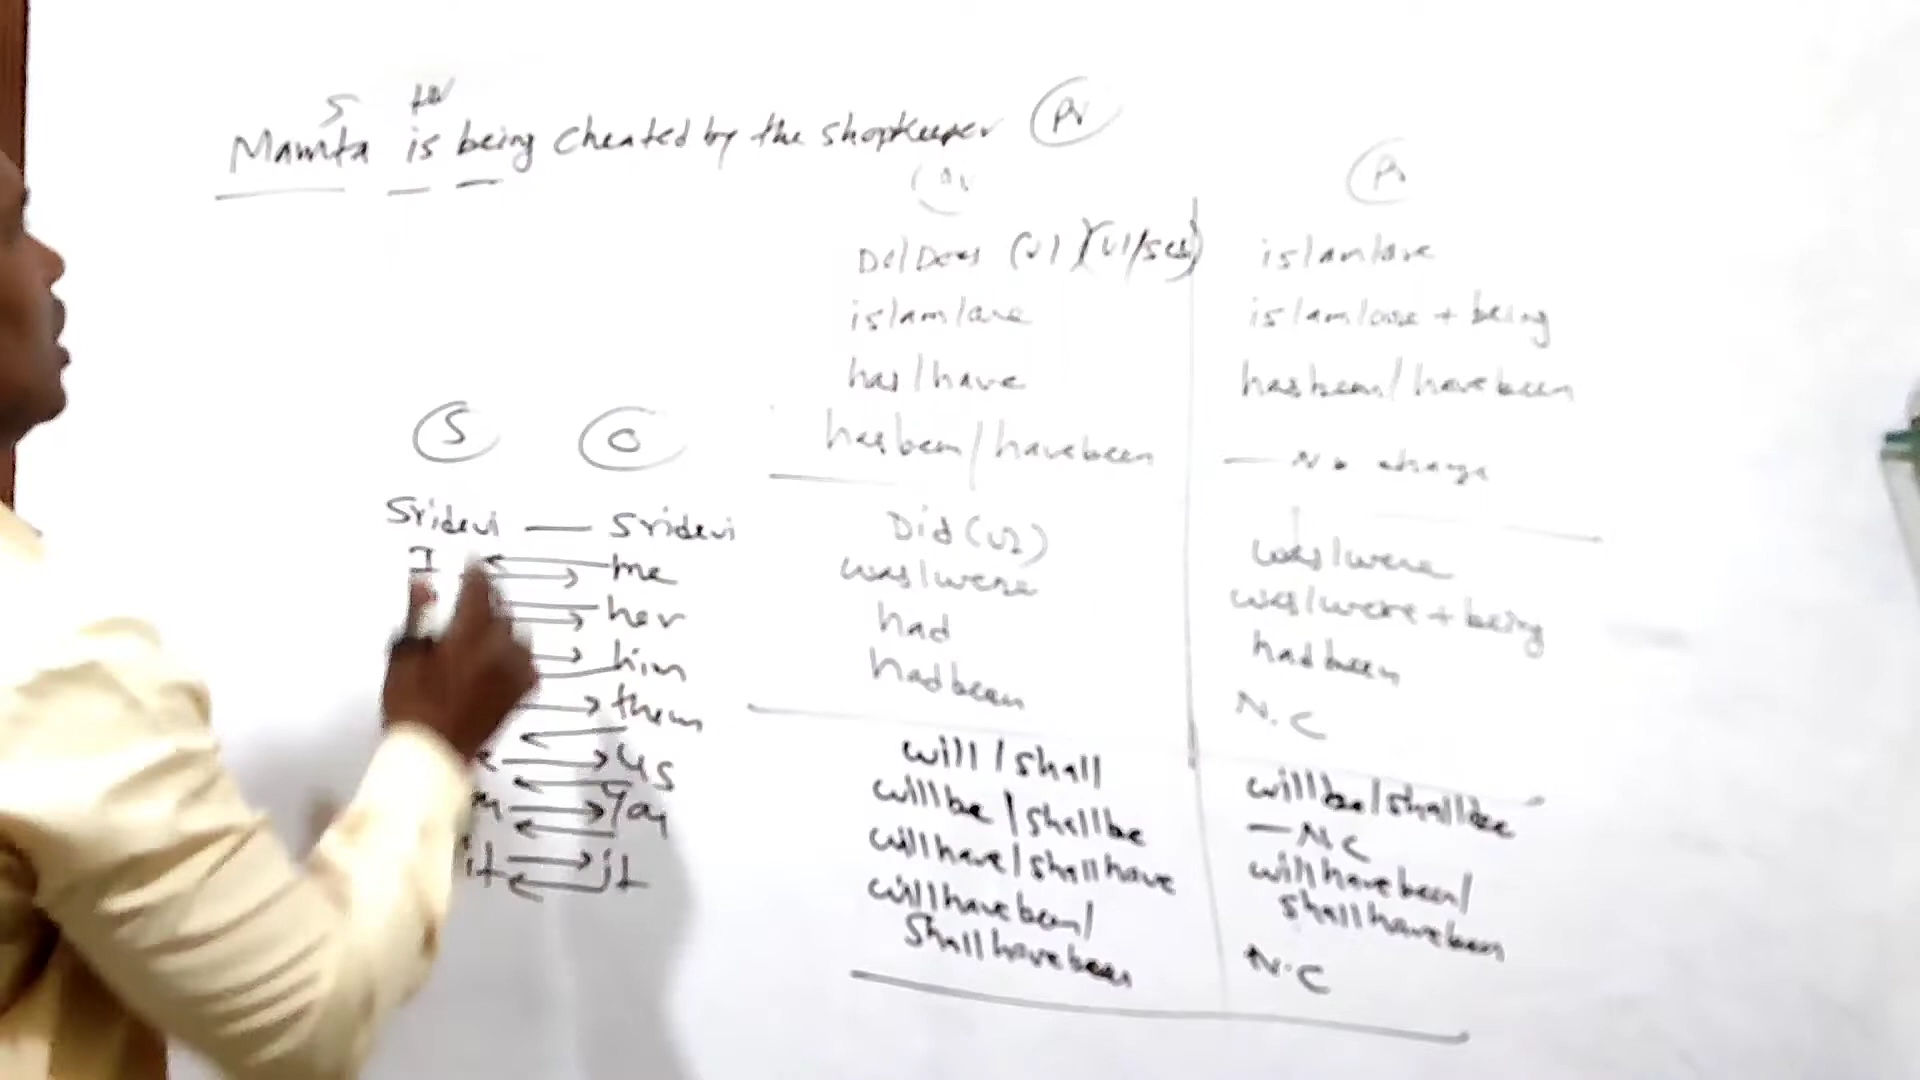 S hv
Mamta is being cheated by the shopkeeper PV
AV PV
Do/Does (V1) (V1/ses) is/am/are
is/am/are is/am/are + being
has/have has been/have been
has been/have been — No change
S O
Sridevi — Sridevi
I me
her
him
them
us
it it
Did (V2) was/were
was/were was/were + being
had had been
had been N.C
will/shall will be/shall be
will be/shall be — NC
will have/shall have will have been/
shall have been
will have been/
shall have been N.C